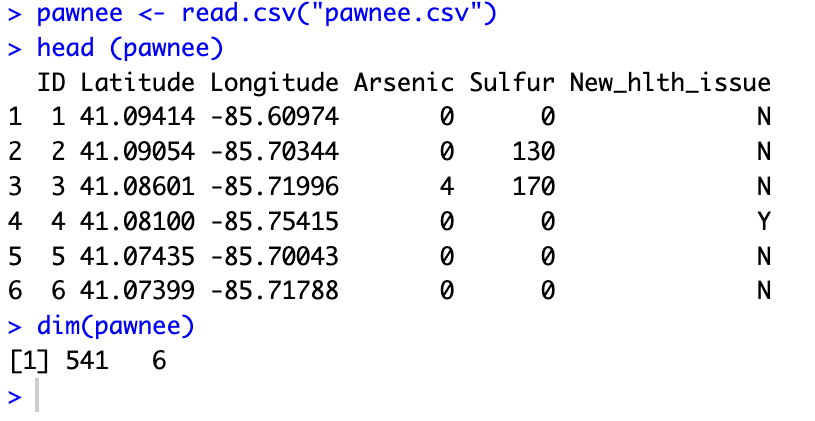 > pawnee <- read.csv("pawnee.csv")
> head (pawnee)
  ID Latitude Longitude Arsenic Sulfur New_hlth_issue
1  1 41.09414 -85.60974       0      0              N
2  2 41.09054 -85.70344       0    130              N
3  3 41.08601 -85.71996       4    170              N
4  4 41.08100 -85.75415       0      0              Y
5  5 41.07435 -85.70043       0      0              N
6  6 41.07399 -85.71788       0      0              N
> dim(pawnee)
[1] 541   6
>